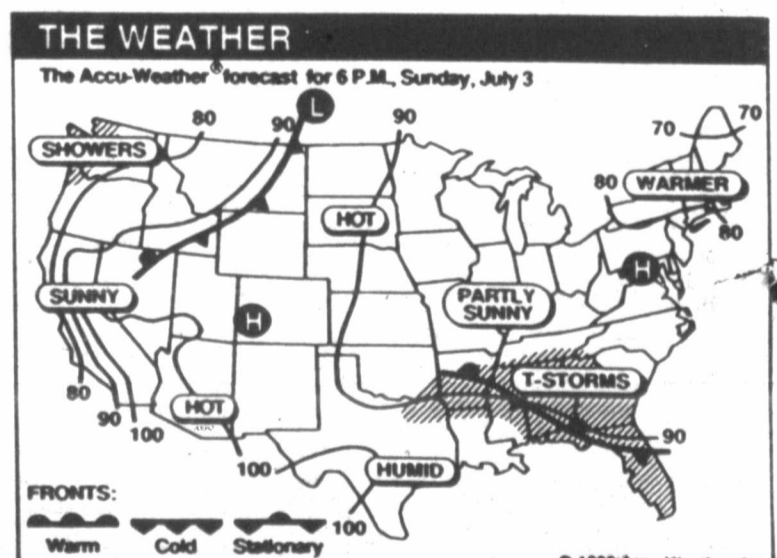 THE WEATHER
The Accu-Weather® forecast for 6 P.M., Sunday, July 3
L
80
90
90
70
70
SHOWERS
80
WARMER
HOT
80
H
SUNNY
PARTLY
SUNNY
H
T-STORMS
80
90
100
HOT
90
100
HUMID
100
FRONTS:
Warm
Cold
Stationary